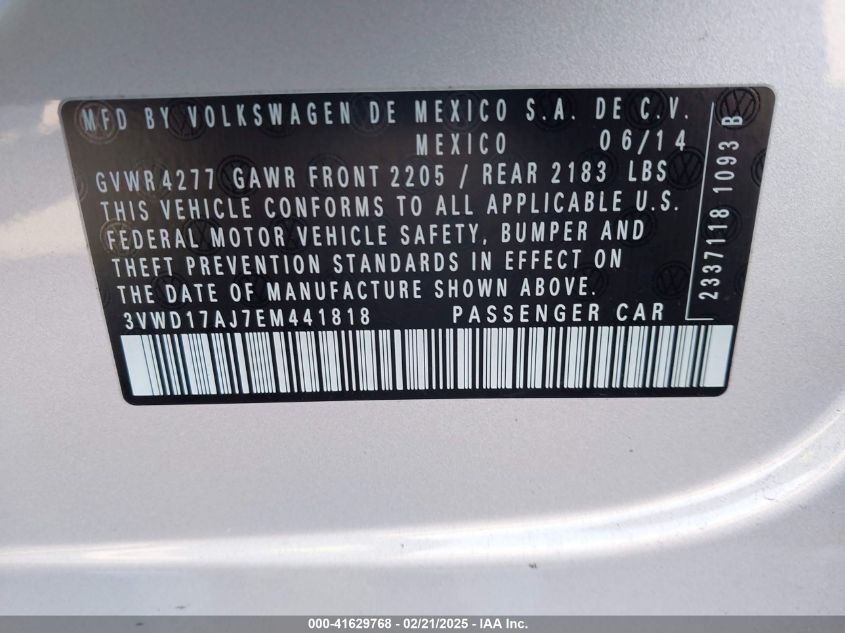 MFD BY VOLKSWAGEN DE MEXICO S.A. DE C.V.
MEXICO 06/14
GVWR4277 GAWR FRONT 2205 / REAR 2183 LBS
THIS VEHICLE CONFORMS TO ALL APPLICABLE U.S.
FEDERAL MOTOR VEHICLE SAFETY, BUMPER AND
THEFT PREVENTION STANDARDS IN EFFECT ON
THE DATE OF MANUFACTURE SHOWN ABOVE.
3VWD17AJ7EM441818 PASSENGER CAR
2337118 1093 B
000-41629768 - 02/21/2025 - IAA Inc.